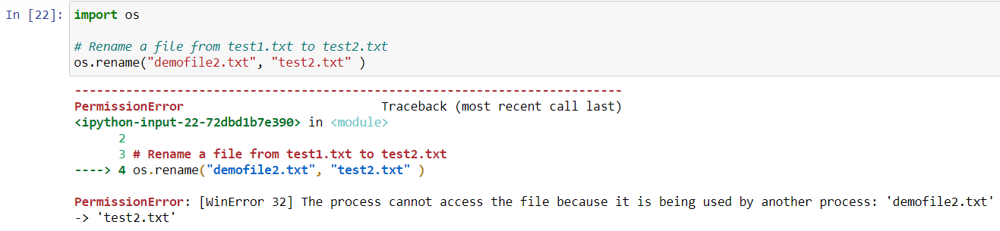 In [22]: import os
# Rename a file from test1.txt to test2.txt
os.rename("demofile2.txt", "test2.txt" )
---------------------------------------------------------------------------
PermissionError                           Traceback (most recent call last)
<ipython-input-22-72dbd1b7e390> in <module>
      2
      3 # Rename a file from test1.txt to test2.txt
----> 4 os.rename("demofile2.txt", "test2.txt" )
PermissionError: [WinError 32] The process cannot access the file because it is being used by another process: 'demofile2.txt'
-> 'test2.txt'